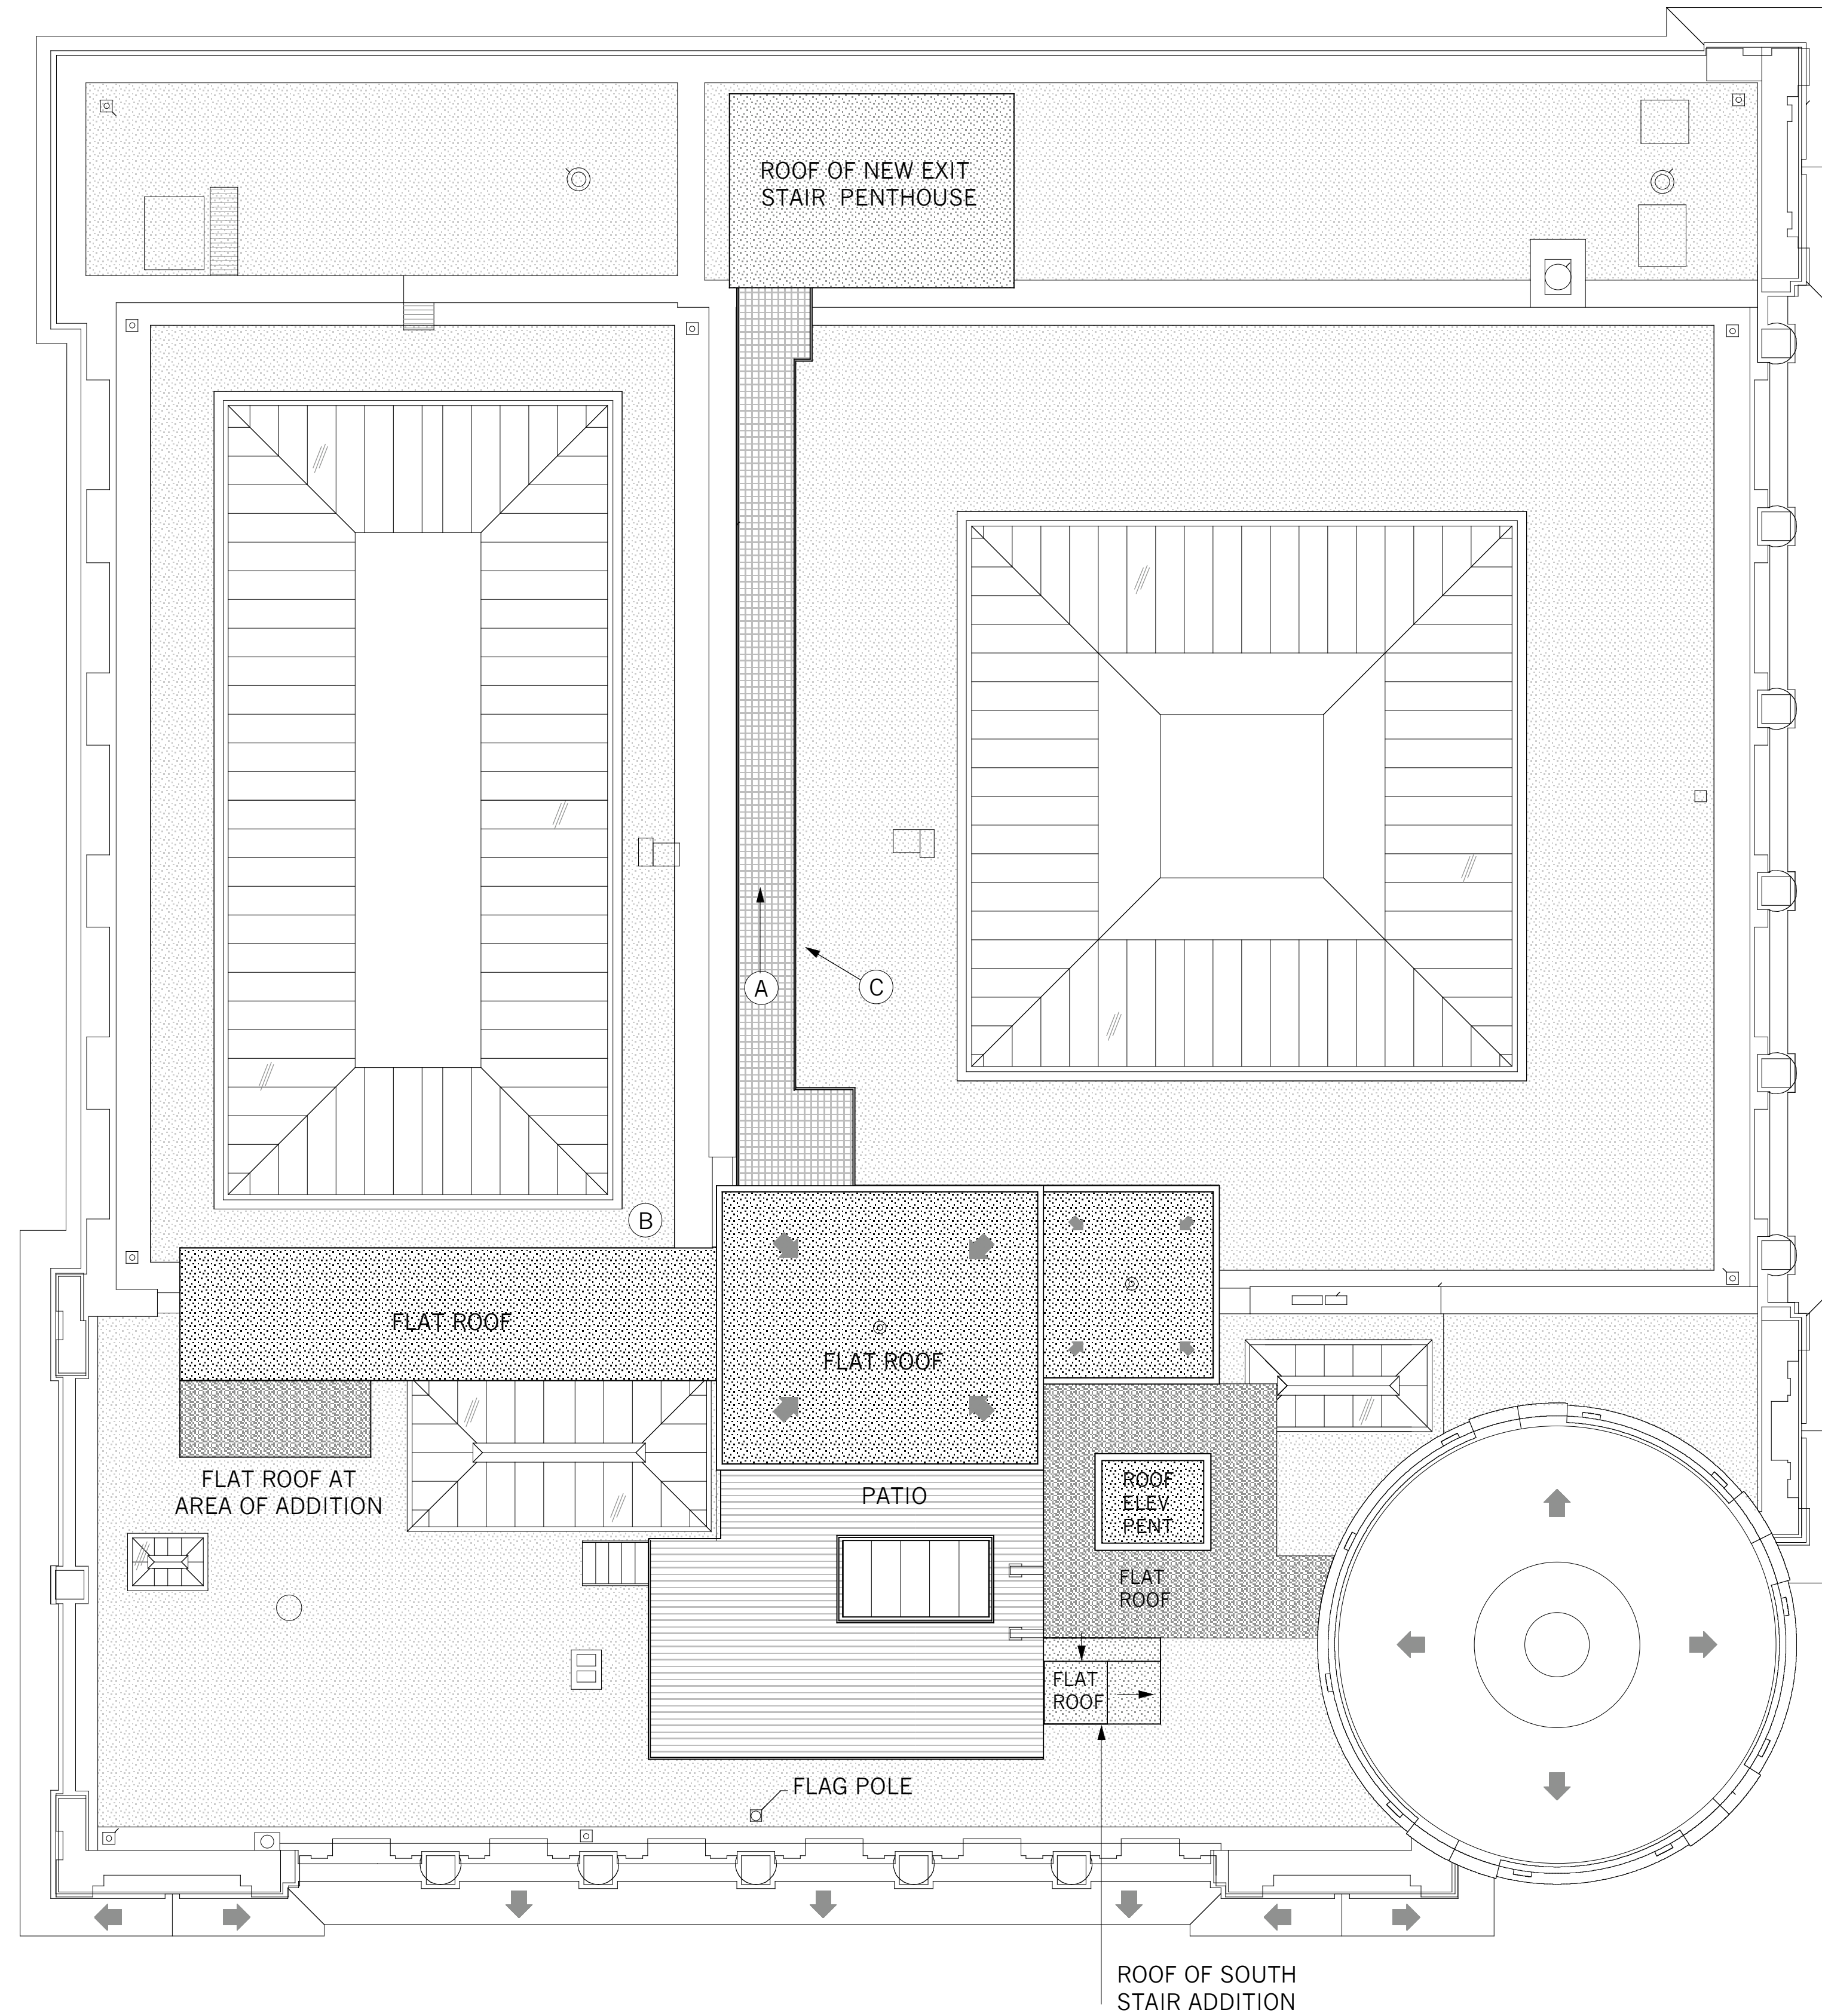 ROOF OF NEW EXIT
STAIR PENTHOUSE
A
C
B
FLAT ROOF
FLAT ROOF
FLAT ROOF AT
AREA OF ADDITION
PATIO
ROOF
ELEV
PENT
FLAT
ROOF
FLAT
ROOF
FLAG POLE
ROOF OF SOUTH
STAIR ADDITION